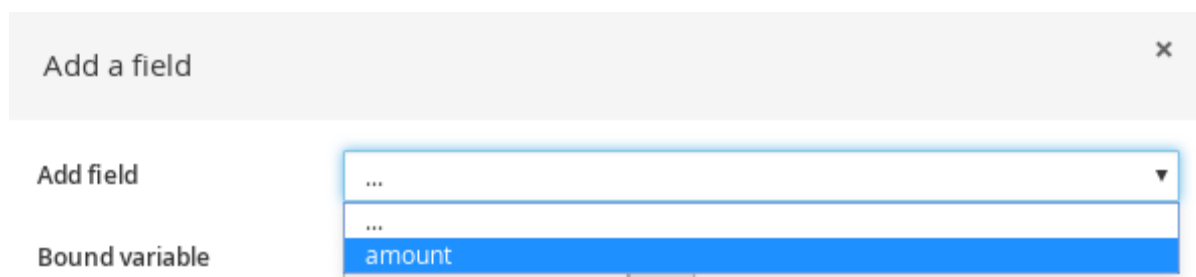 Add a field ×
Add field ... ▼
...
Bound variable amount